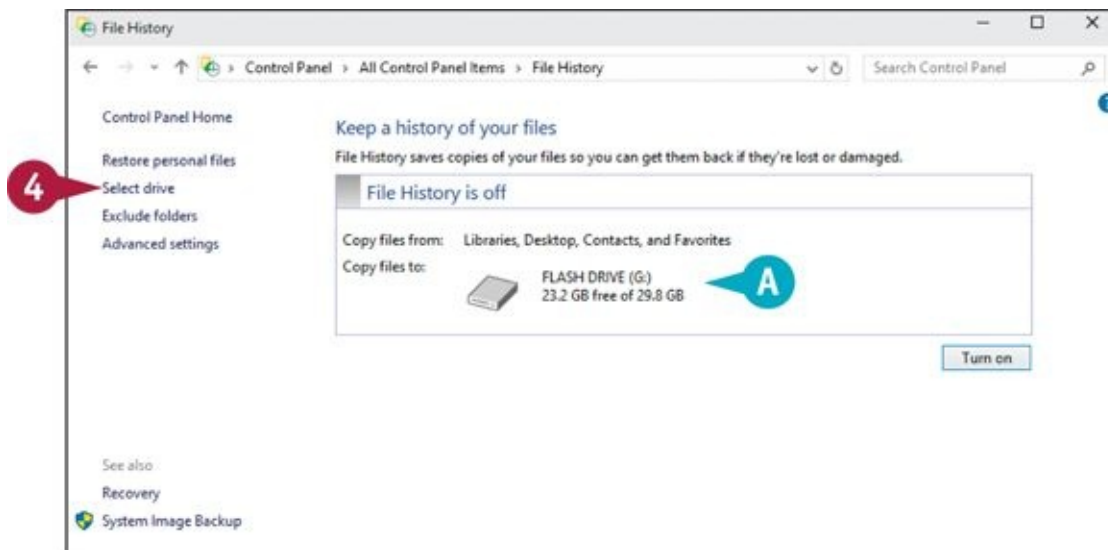 File History
Control Panel > All Control Panel Items > File History
Search Control Panel
Control Panel Home
Restore personal files
4
Select drive
Exclude folders
Advanced settings
Keep a history of your files
File History saves copies of your files so you can get them back if they're lost or damaged.
File History is off
Copy files from: Libraries, Desktop, Contacts, and Favorites
Copy files to:
FLASH DRIVE (G:)
23.2 GB free of 29.8 GB
A
Turn on
See also
Recovery
System Image Backup